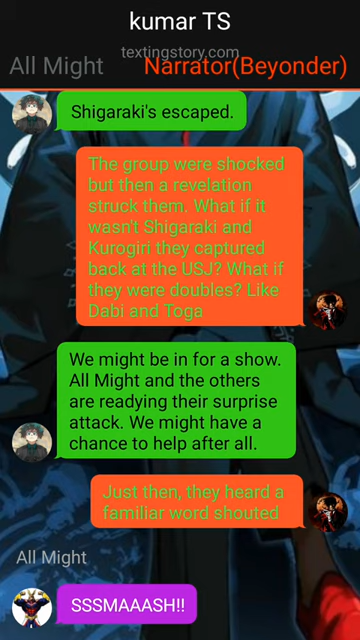 kumar TS
textingstory.com
All Might
Narrator(Beyonder)
Shigaraki's escaped.
The group were shocked
but then a revelation
struck them. What if it
wasn't Shigaraki and
Kurogiri they captured
back at the USJ? What if
they were doubles? Like
Dabi and Toga
We might be in for a show.
All Might and the others
are readying their surprise
attack. We might have a
chance to help after all.
Just then, they heard a
familiar word shouted
All Might
SSSMAAASH!!